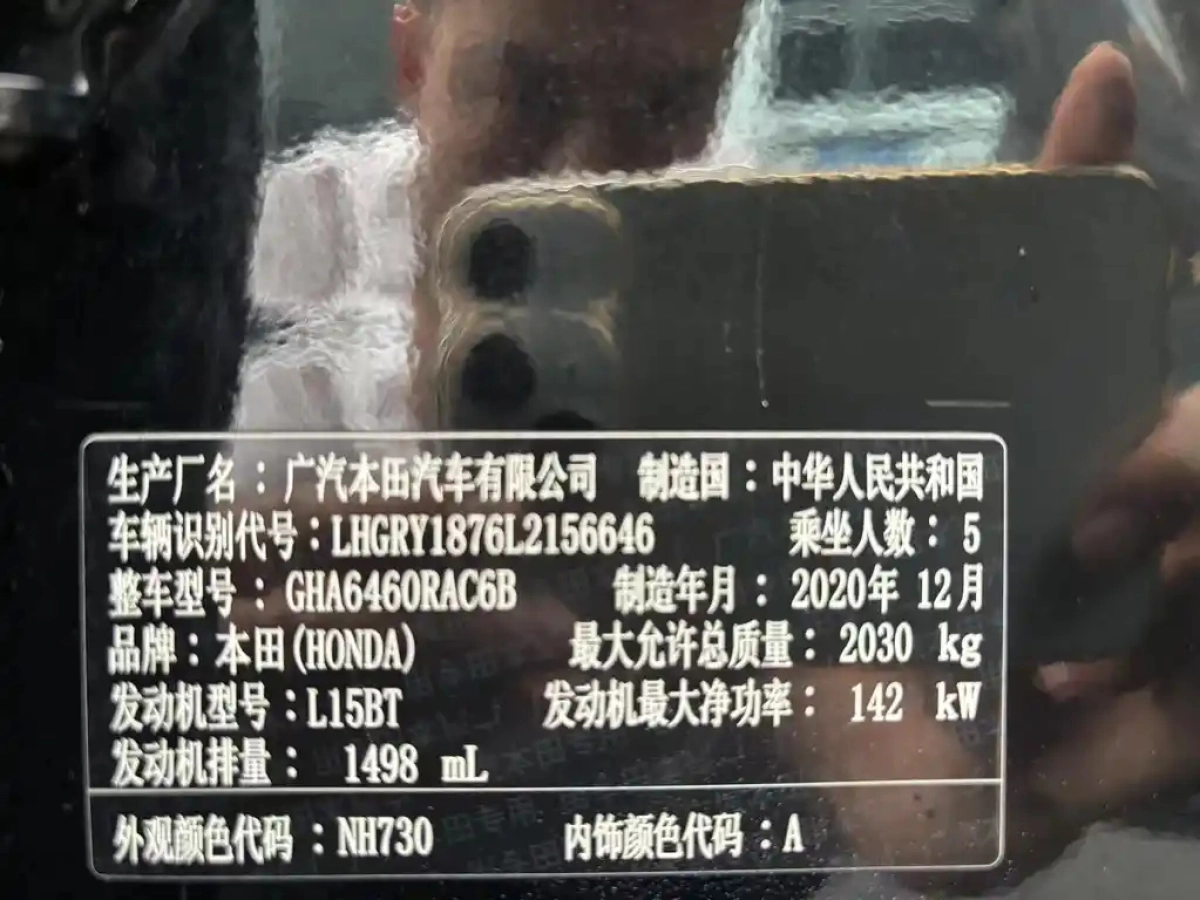 生产厂名：广汽本田汽车有限公司 制造国：中华人民共和国
车辆识别代号：LHGRY1876L2156646 乘坐人数：5
整车型号：GHA6460RAC6B 制造年月：2020年 12月
品牌：本田(HONDA) 最大允许总质量：2030 kg
发动机型号：L15BT 发动机最大净功率：142 kW
发动机排量：1498 mL
外观颜色代码：NH730 内饰颜色代码：A